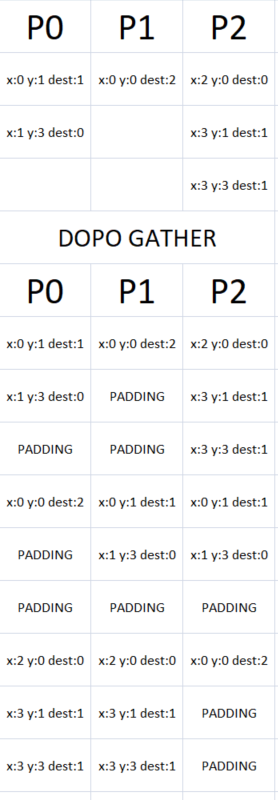 P0 P1 P2
x:0 y:1 dest:1 x:0 y:0 dest:2 x:2 y:0 dest:0
x:1 y:3 dest:0 x:3 y:1 dest:1
x:3 y:3 dest:1
DOPO GATHER
P0 P1 P2
x:0 y:1 dest:1 x:0 y:0 dest:2 x:2 y:0 dest:0
x:1 y:3 dest:0 PADDING x:3 y:1 dest:1
PADDING PADDING x:3 y:3 dest:1
x:0 y:0 dest:2 x:0 y:1 dest:1 x:0 y:1 dest:1
PADDING x:1 y:3 dest:0 x:1 y:3 dest:0
PADDING PADDING PADDING
x:2 y:0 dest:0 x:2 y:0 dest:0 x:0 y:0 dest:2
x:3 y:1 dest:1 x:3 y:1 dest:1 PADDING
x:3 y:3 dest:1 x:3 y:3 dest:1 PADDING